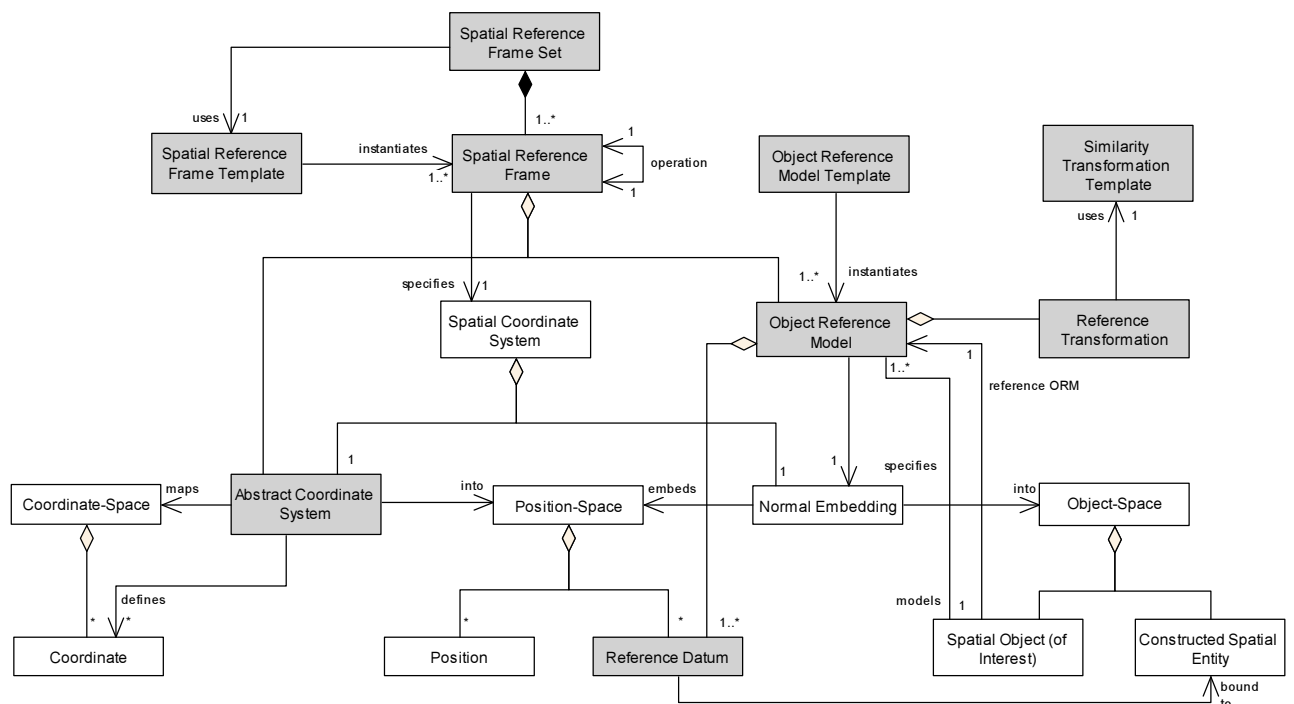 Spatial Reference
Frame Set
uses
1
1..*
Spatial Reference
Frame Template
instantiates
1..*
Spatial Reference
Frame
1
operation
1
Object Reference
Model Template
Similarity
Transformation
Template
uses
1
specifies
1
1..*
instantiates
Spatial Coordinate
System
Object Reference
Model
Reference
Transformation
1..*
1
reference ORM
1
1
1
specifies
Coordinate-Space
maps
Abstract Coordinate
System
into
Position-Space
embeds
Normal Embedding
into
Object-Space
defines
*
*
*
*
1..*
models
1
Coordinate
Position
Reference Datum
Spatial Object (of
Interest)
Constructed Spatial
Entity
bound
to